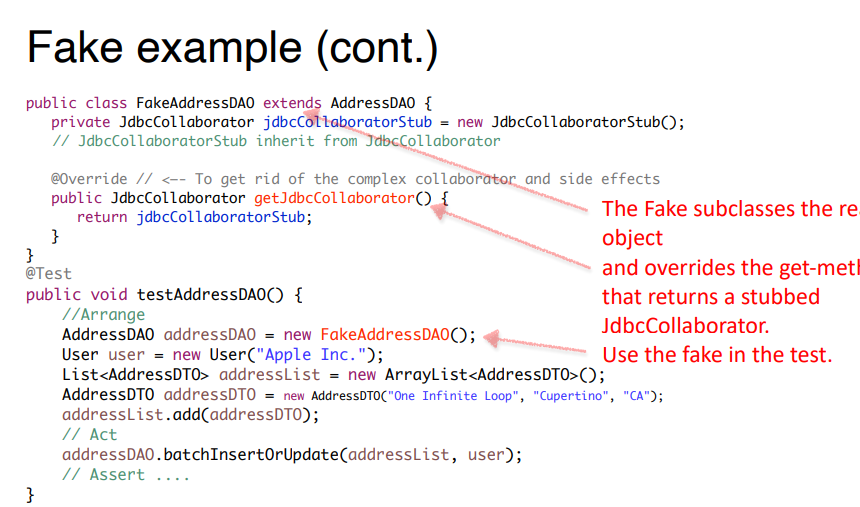 Fake example (cont.)
public class FakeAddressDAO extends AddressDAO {
private JdbcCollaborator jdbcCollaboratorStub = new JdbcCollaboratorStub();
// JdbcCollaboratorStub inherit from JdbcCollaborator
@Override // <-- To get rid of the complex collaborator and side effects
public JdbcCollaborator getJdbcCollaborator() {
return jdbcCollaboratorStub;
}
}
The Fake subclasses the re
object
and overrides the get-meth
that returns a stubbed
JdbcCollaborator.
Use the fake in the test.
@Test
public void testAddressDAO() {
//Arrange
AddressDAO addressDAO = new FakeAddressDAO();
User user = new User("Apple Inc.");
List<AddressDTO> addressList = new ArrayList<AddressDTO>();
AddressDTO addressDTO = new AddressDTO("One Infinite Loop", "Cupertino", "CA");
addressList.add(addressDTO);
// Act
addressDAO.batchInsertOrUpdate(addressList, user);
// Assert ....
}